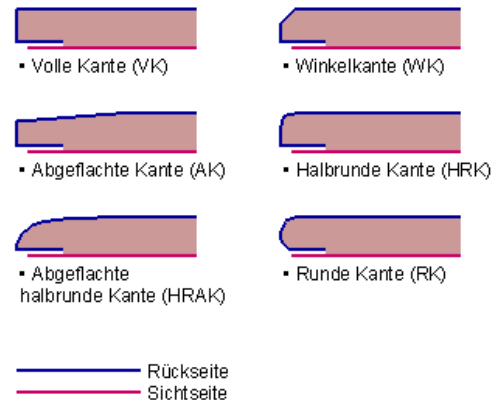 ▪ Volle Kante (VK)
▪ Winkelkante (WK)
▪ Abgeflachte Kante (AK)
▪ Halbrunde Kante (HRK)
▪ Abgeflachte
halbrunde Kante (HRAK)
▪ Runde Kante (RK)
Rückseite
Sichtseite